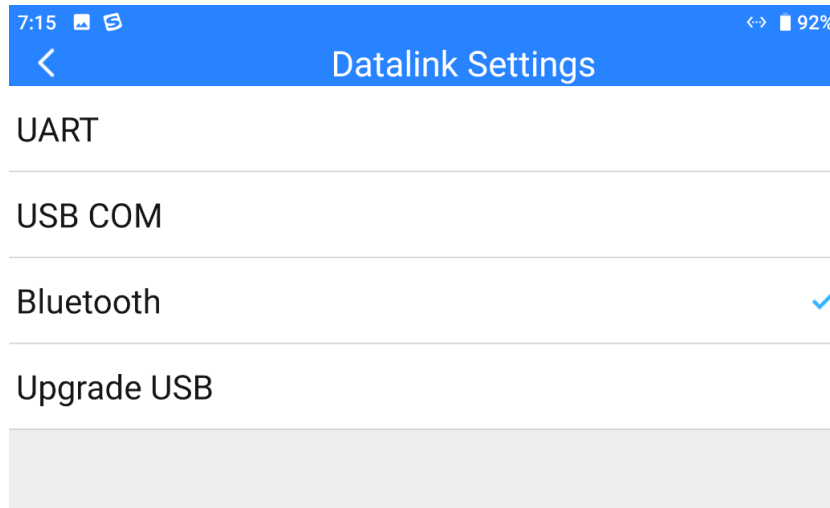 7:15 92%
Datalink Settings
UART
USB COM
Bluetooth
Upgrade USB